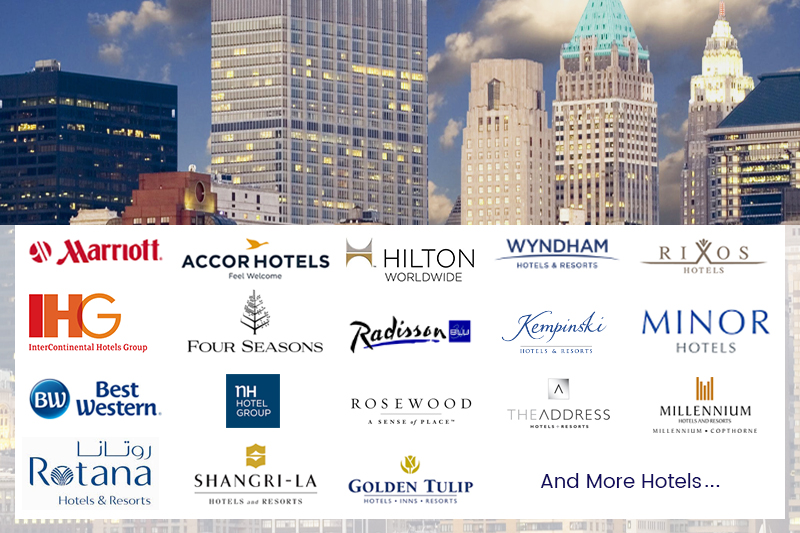 Marriott.
ACCOR HOTELS
Feel Welcome
HILTON
WORLDWIDE
WYNDHAM
HOTELS & RESORTS
RIXOS
HOTELS
IHG
InterContinental Hotels Group
FOUR SEASONS
Radisson BLU
Kempinski
HOTELS & RESORTS
MINOR
HOTELS
BW Best
Western.
NH
HOTEL
GROUP
ROSEWOOD
A SENSE of PLACE™
A
THE ADDRESS
HOTELS + RESORTS
MILLENNIUM
HOTELS AND RESORTS
MILLENNIUM • COPTHORNE
روتانا
Rotana
Hotels & Resorts
SHANGRI-LA
HOTELS and RESORTS
GOLDEN TULIP
HOTELS • INNS • RESORTS
And More Hotels...